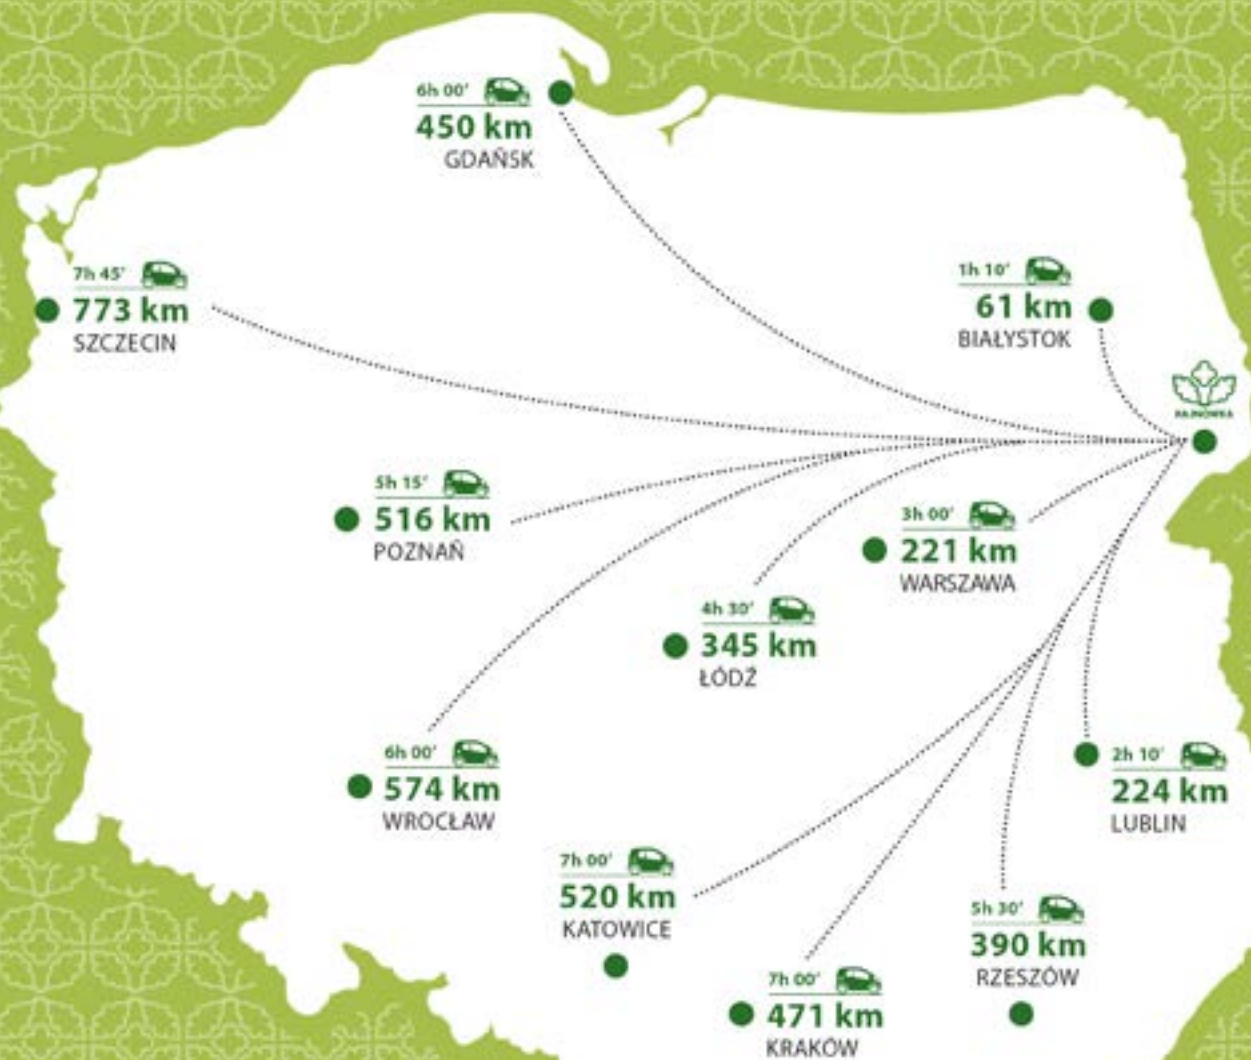 6h 00'
450 km
GDAŃSK
7h 45'
773 km
SZCZECIN
1h 10'
61 km
BIAŁYSTOK
HAJNÓWKA
5h 15'
516 km
POZNAŃ
3h 00'
221 km
WARSZAWA
4h 30'
345 km
ŁÓDŹ
6h 00'
574 km
WROCŁAW
2h 10'
224 km
LUBLIN
7h 00'
520 km
KATOWICE
5h 30'
390 km
RZESZÓW
7h 00'
471 km
KRAKÓW